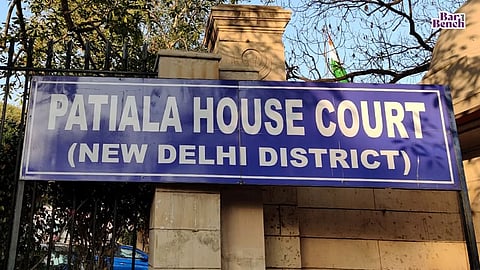 Bar&
Bench
PATIALA HOUSE COURT
(NEW DELHI DISTRICT)